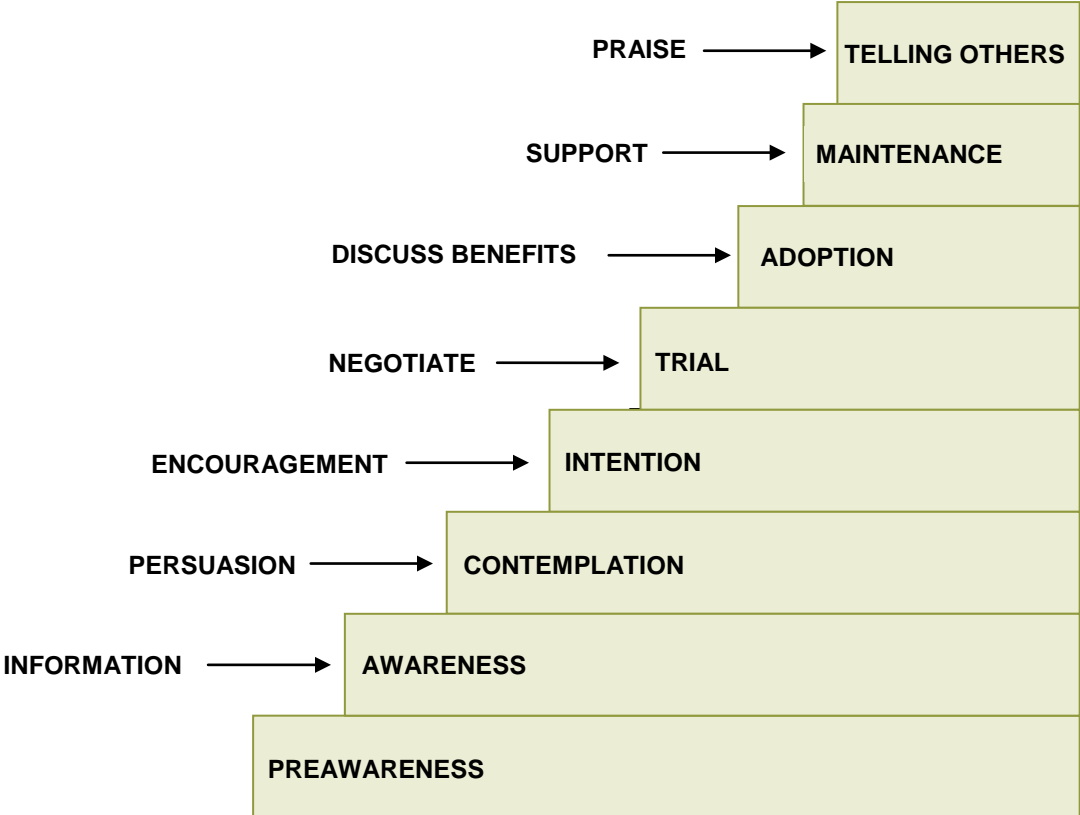 PRAISE TELLING OTHERS
SUPPORT MAINTENANCE
DISCUSS BENEFITS ADOPTION
NEGOTIATE TRIAL
ENCOURAGEMENT INTENTION
PERSUASION CONTEMPLATION
INFORMATION AWARENESS
PREAWARENESS